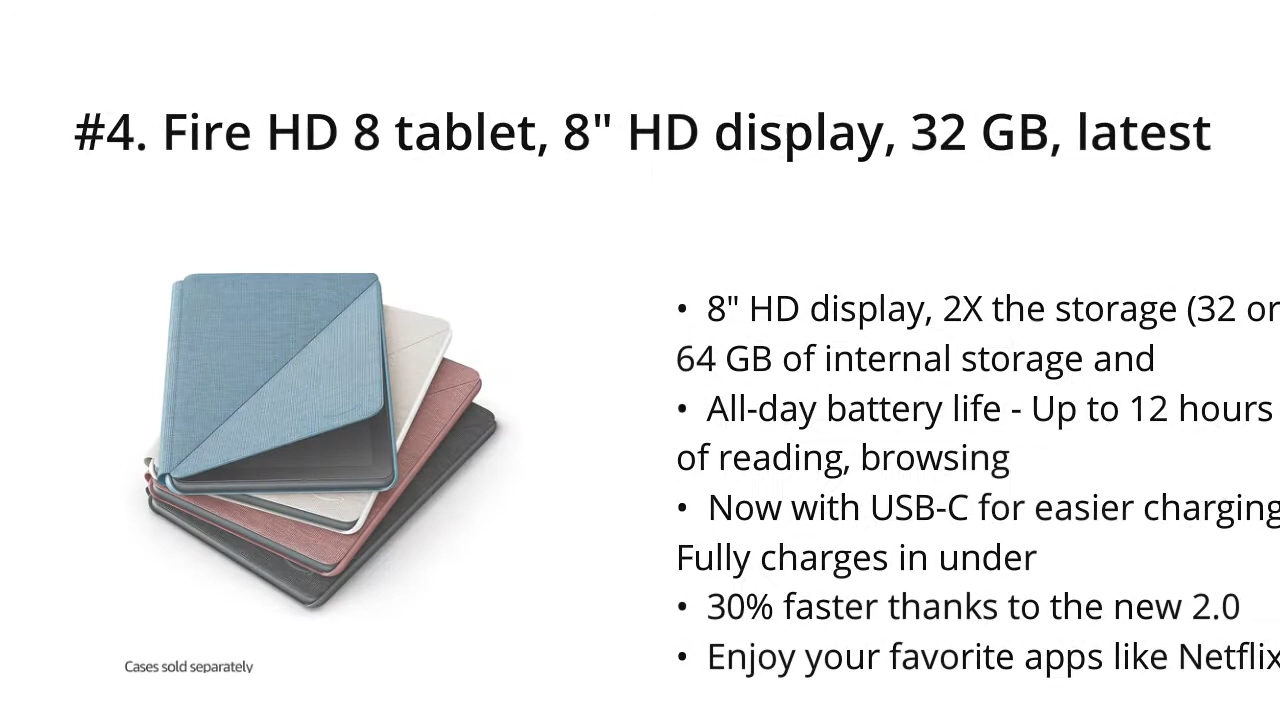 #4. Fire HD 8 tablet, 8" HD display, 32 GB, latest
• 8" HD display, 2X the storage (32 or
64 GB of internal storage and
• All-day battery life - Up to 12 hours
of reading, browsing
• Now with USB-C for easier charging
Fully charges in under
• 30% faster thanks to the new 2.0
• Enjoy your favorite apps like Netflix
Cases sold separately